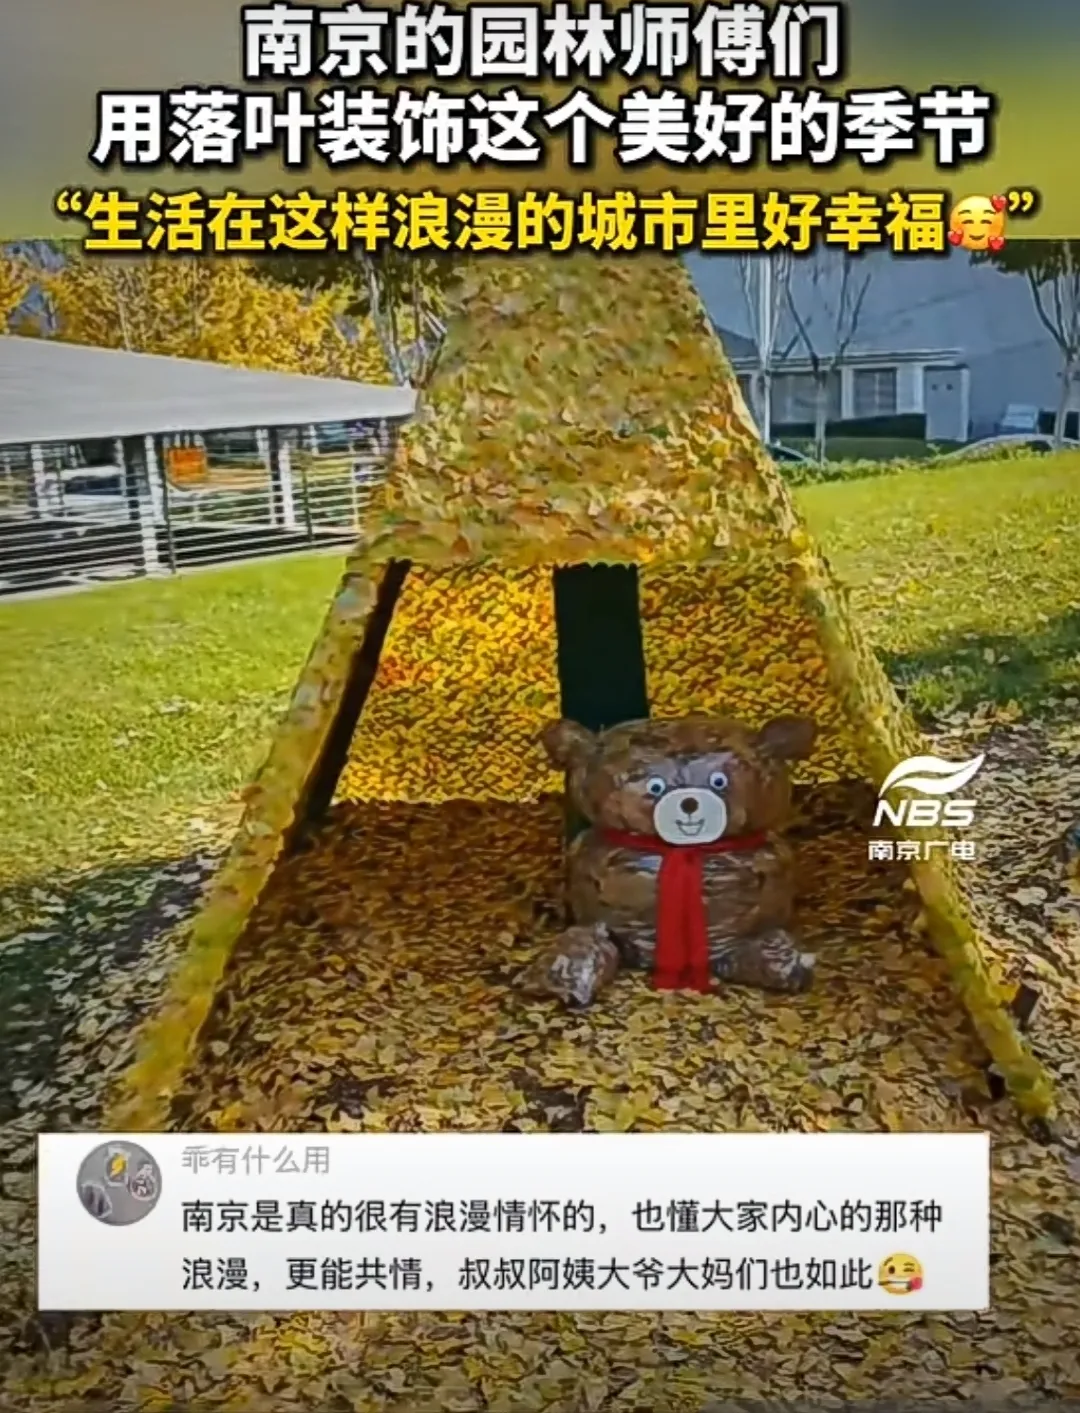 南京的园林师傅们
用落叶装饰这个美好的季节
“生活在这样浪漫的城市里好幸福🥰”
NBS
南京广电
乖有什么用
南京是真的很有浪漫情怀的，也懂大家内心的那种
浪漫，更能共情，叔叔阿姨大爷大妈们也如此😘